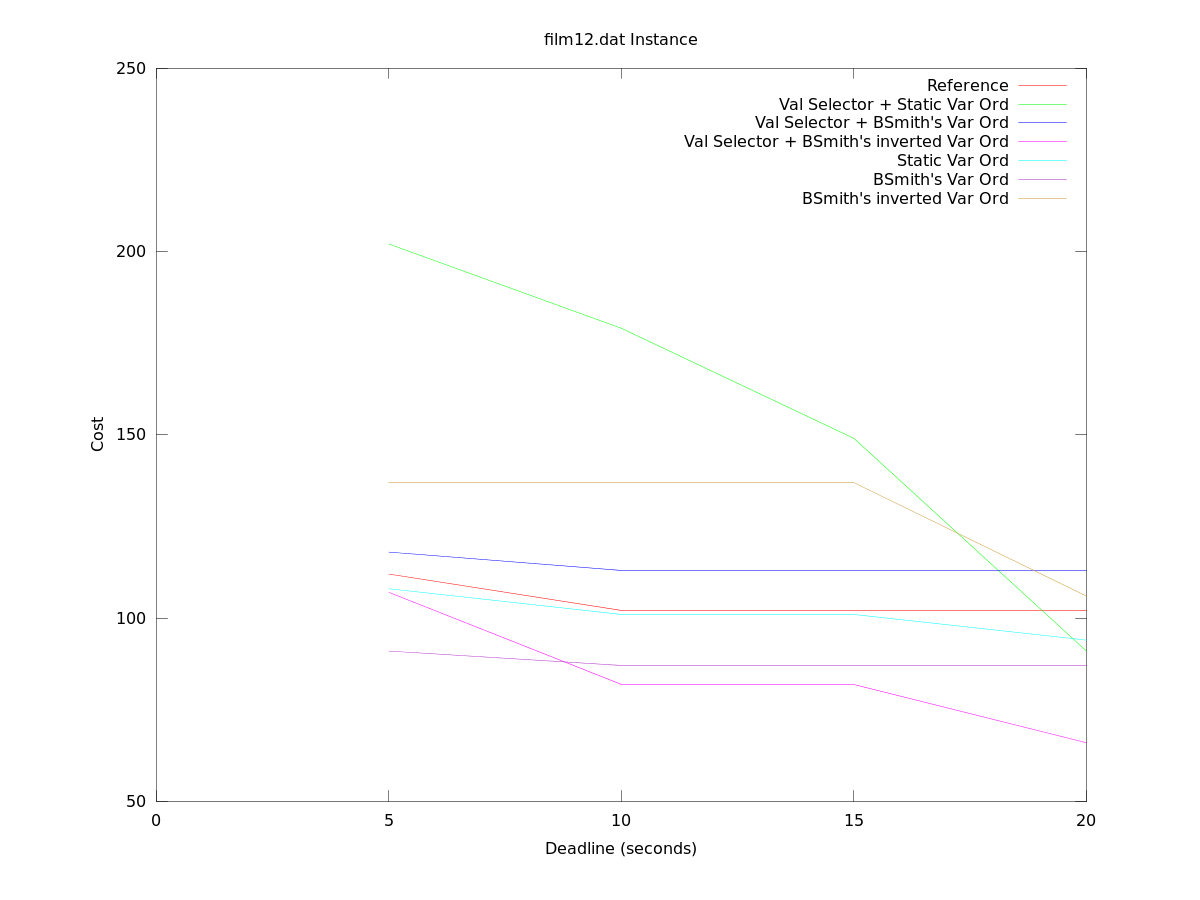 film12.dat Instance
250
200
150
100
50
0
5
10
15
20
Cost
Deadline (seconds)
Reference
Val Selector + Static Var Ord
Val Selector + BSmith's Var Ord
Val Selector + BSmith's inverted Var Ord
Static Var Ord
BSmith's Var Ord
BSmith's inverted Var Ord